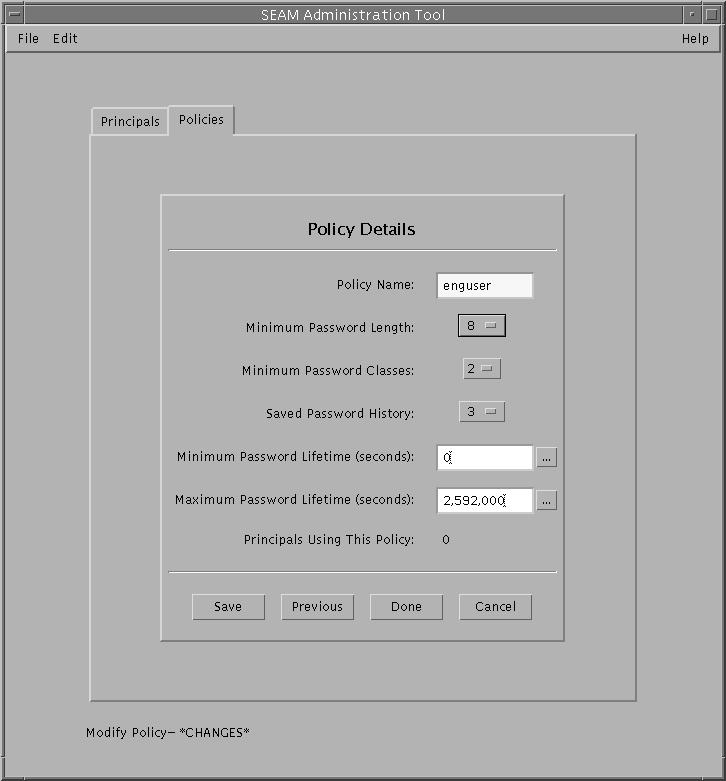 SEAM Administration Tool
File Edit Help
Principals Policies
Policy Details
Policy Name: enguser
Minimum Password Length: 8
Minimum Password Classes: 2
Saved Password History: 3
Minimum Password Lifetime (seconds): 0 ...
Maximum Password Lifetime (seconds): 2,592,000 ...
Principals Using This Policy: 0
Save Previous Done Cancel
Modify Policy– *CHANGES*